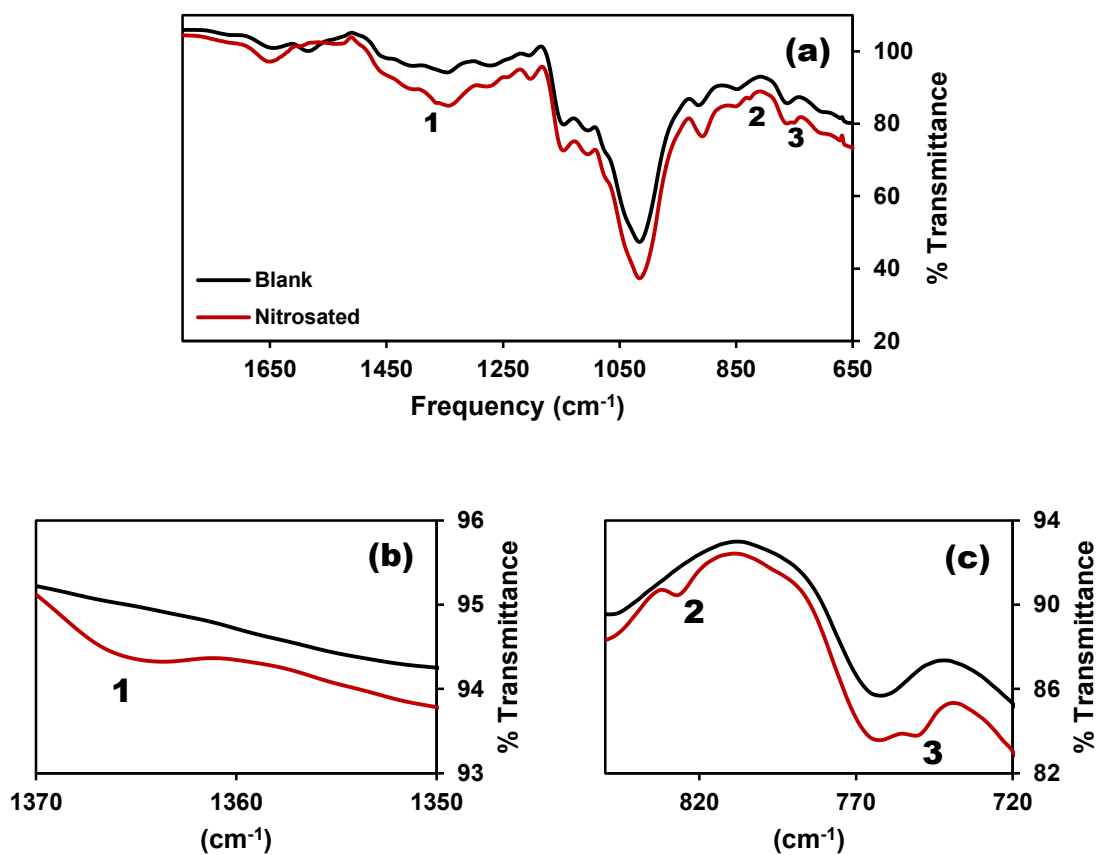 (a)
100
80
60
40
20
% Transmittance
1
2
3
Blank
Nitrosated
1650 1450 1250 1050 850 650
Frequency (cm-1)
(b)
96
95
94
93
% Transmittance
1
1370 1360 1350
(cm-1)
(c)
94
90
86
82
% Transmittance
2
3
820 770 720
(cm-1)